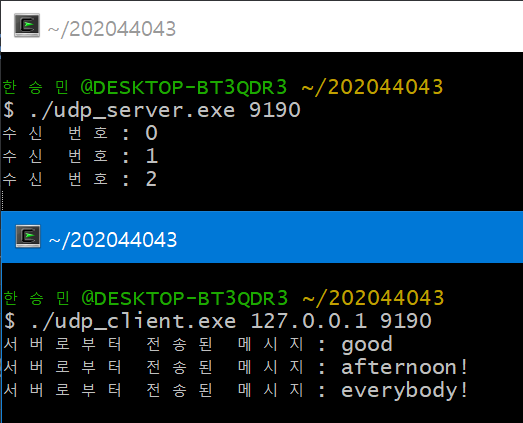 ~/202044043
한승민@DESKTOP-BT3QDR3 ~/202044043
$ ./udp_server.exe 9190
수신 번호: 0
수신 번호: 1
수신 번호: 2
~/202044043
한승민@DESKTOP-BT3QDR3 ~/202044043
$ ./udp_client.exe 127.0.0.1 9190
서버로부터 전송된 메시지: good
서버로부터 전송된 메시지: afternoon!
서버로부터 전송된 메시지: everybody!